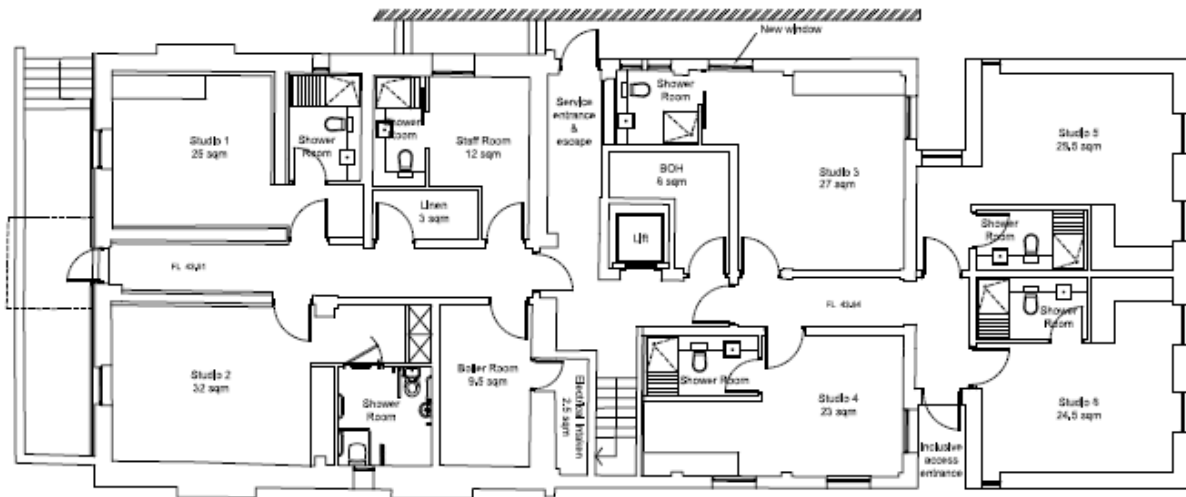 New window
Shower
Room
Service
entrance
&
escape
Studio 1
25 sqm
Shower
Room
Shower
Room
Staff Room
12 sqm
BOH
6 sqm
Studio 3
27 sqm
Studio 5
25,5 sqm
Linen
3 sqm
Lift
Shower
Room
FL 43,61
FL 43,64
Shower
Room
Studio 2
32 sqm
Shower
Room
Boiler Room
9,5 sqm
Electrical Intake
2.5 sqm
Shower Room
Studio 4
23 sqm
Studio 6
24,5 sqm
Inclusive
access
entrance